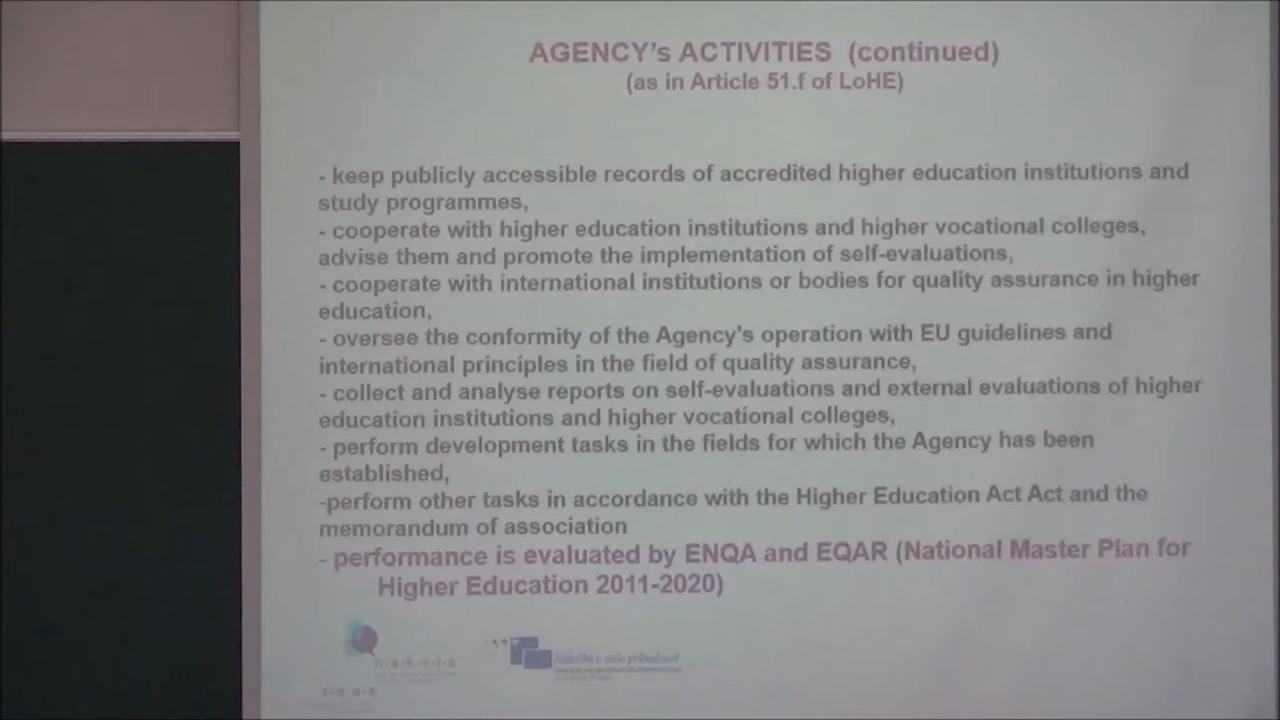 AGENCY's ACTIVITIES (continued)
(as in Article 51.f of LoHE)
- keep publicly accessible records of accredited higher education institutions and
study programmes,
- cooperate with higher education institutions and higher vocational colleges,
advise them and promote the implementation of self-evaluations,
- cooperate with international institutions or bodies for quality assurance in higher
education,
- oversee the conformity of the Agency's operation with EU guidelines and
international principles in the field of quality assurance,
- collect and analyse reports on self-evaluations and external evaluations of higher
education institutions and higher vocational colleges,
- perform development tasks in the fields for which the Agency has been
established,
-perform other tasks in accordance with the Higher Education Act Act and the
memorandum of association
- performance is evaluated by ENQA and EQAR (National Master Plan for
Higher Education 2011-2020)